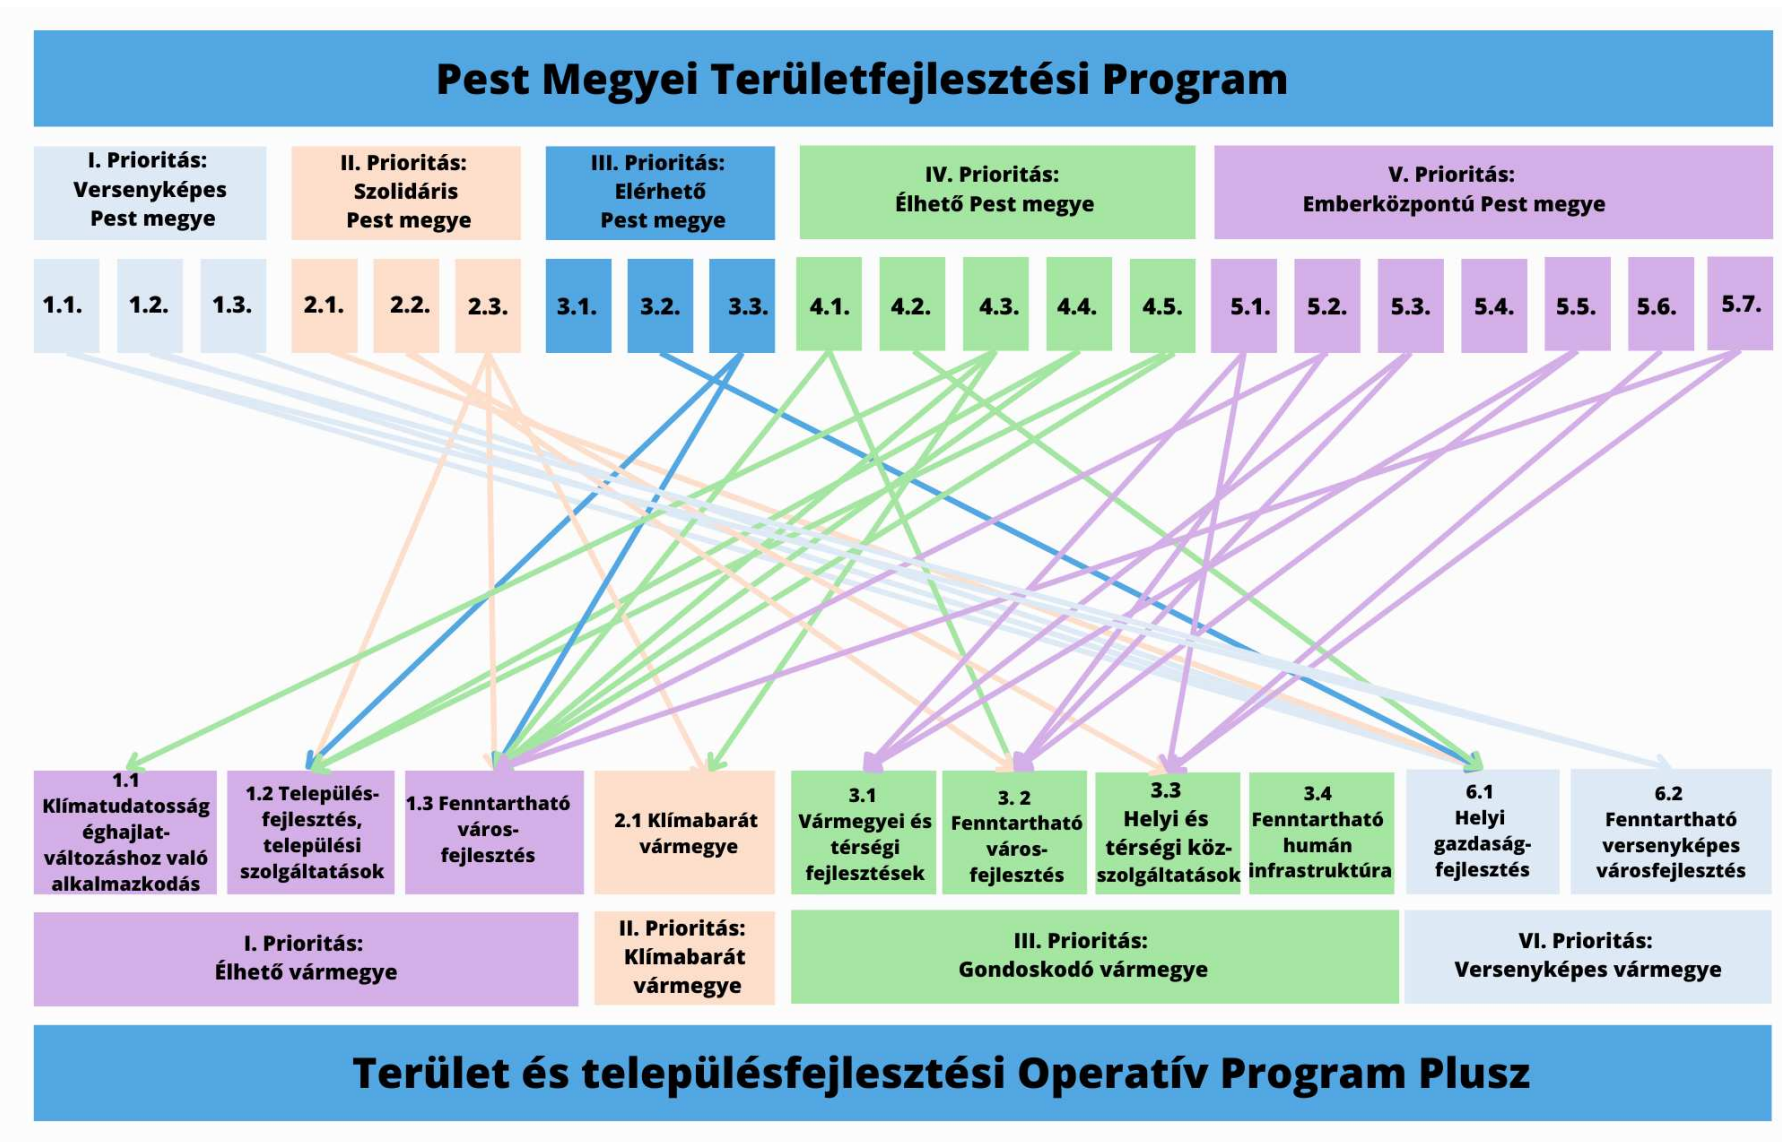 Pest Megyei Területfejlesztési Program
I. Prioritás:
Versenyképes
Pest megye
II. Prioritás:
Szolidáris
Pest megye
III. Prioritás:
Elérhető
Pest megye
IV. Prioritás:
Élhető Pest megye
V. Prioritás:
Emberközpontú Pest megye
1.1.
1.2.
1.3.
2.1.
2.2.
2.3.
3.1.
3.2.
3.3.
4.1.
4.2.
4.3.
4.4.
4.5.
5.1.
5.2.
5.3.
5.4.
5.5.
5.6.
5.7.
1.1
Klímatudatosság
éghajlat-
változáshoz való
alkalmazkodás
1.2 Település-
fejlesztés,
települési
szolgáltatások
1.3 Fenntartható
város-
fejlesztés
2.1 Klímabarát
vármegye
3.1
Vármegyei és
térségi
fejlesztések
3. 2
Fenntartható
város-
fejlesztés
3.3
Helyi és
térségi köz-
szolgáltatások
3.4
Fenntartható
humán
infrastruktúra
6.1
Helyi
gazdaság-
fejlesztés
6.2
Fenntartható
versenyképes
városfejlesztés
I. Prioritás:
Élhető vármegye
II. Prioritás:
Klímabarát
vármegye
III. Prioritás:
Gondoskodó vármegye
VI. Prioritás:
Versenyképes vármegye
Terület és településfejlesztési Operatív Program Plusz